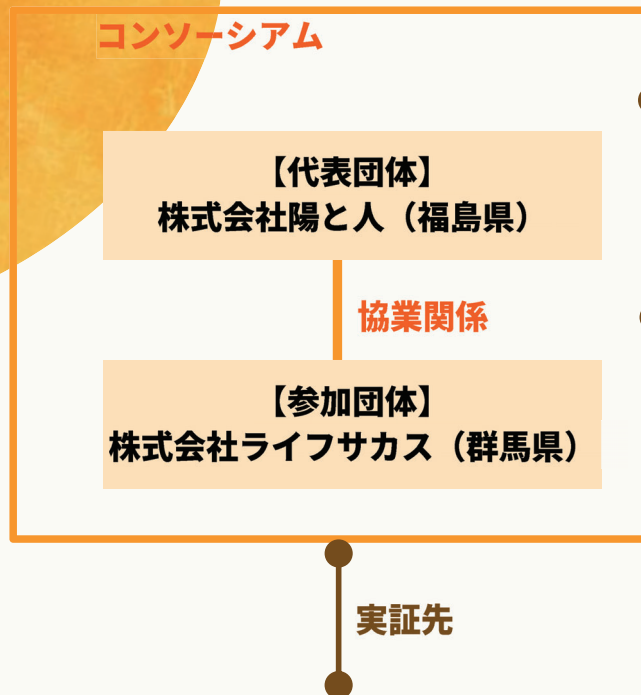 コンソーシアム
【代表団体】
株式会社陽と人（福島県）
協業関係
【参加団体】
株式会社ライフサカス（群馬県）
実証先